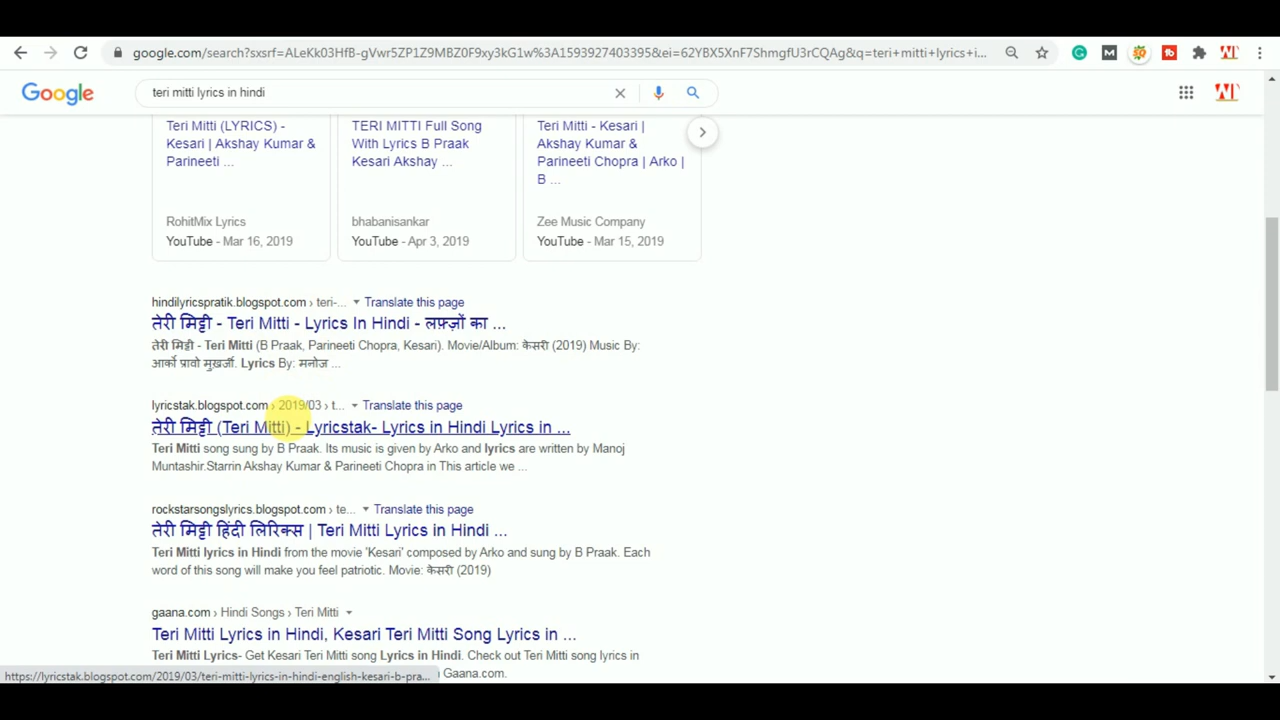 google.com/search?sxsrf=ALeKk03HfB-gVwr5ZP1Z9MBZ0F9xy3kG1w%3A1593927403395&ei=62YBX5XnF7ShmgfU3rCQAg&q=teri+mitti+lyrics+i...
Google
teri mitti lyrics in hindi
Teri Mitti (LYRICS) -
Kesari | Akshay Kumar &
Parineeti ...
RohitMix Lyrics
YouTube - Mar 16, 2019
TERI MITTI Full Song
With Lyrics B Praak
Kesari Akshay ...
bhabanisankar
YouTube - Apr 3, 2019
Teri Mitti - Kesari |
Akshay Kumar &
Parineeti Chopra | Arko |
B ...
Zee Music Company
YouTube - Mar 15, 2019
hindilyricspratik.blogspot.com › teri-... Translate this page
तेरी मिट्टी - Teri Mitti - Lyrics In Hindi - लफ़्ज़ों का ...
तेरी मिट्टी - Teri Mitti (B Praak, Parineeti Chopra, Kesari). Movie/Album: केसरी (2019) Music By:
आर्को प्रावो मुखर्जी. Lyrics By: मनोज ...
lyricstak.blogspot.com › 2019/03 › t... Translate this page
तेरी मिट्टी (Teri Mitti) - Lyricstak- Lyrics in Hindi Lyrics in ...
Teri Mitti song sung by B Praak. Its music is given by Arko and lyrics are written by Manoj
Muntashir.Starrin Akshay Kumar & Parineeti Chopra in This article we ...
rockstarsongslyrics.blogspot.com › te... Translate this page
तेरी मिट्टी हिंदी लिरिक्स | Teri Mitti Lyrics in Hindi ...
Teri Mitti lyrics in Hindi from the movie 'Kesari' composed by Arko and sung by B Praak. Each
word of this song will make you feel patriotic. Movie: केसरी (2019)
gaana.com › Hindi Songs › Teri Mitti
Teri Mitti Lyrics in Hindi, Kesari Teri Mitti Song Lyrics in ...
Teri Mitti Lyrics- Get Kesari Teri Mitti song Lyrics in Hindi. Check out Teri Mitti song lyrics in
Gaana.com.
https://lyricstak.blogspot.com/2019/03/teri-mitti-lyrics-in-hindi-english-kesari-b-pra...